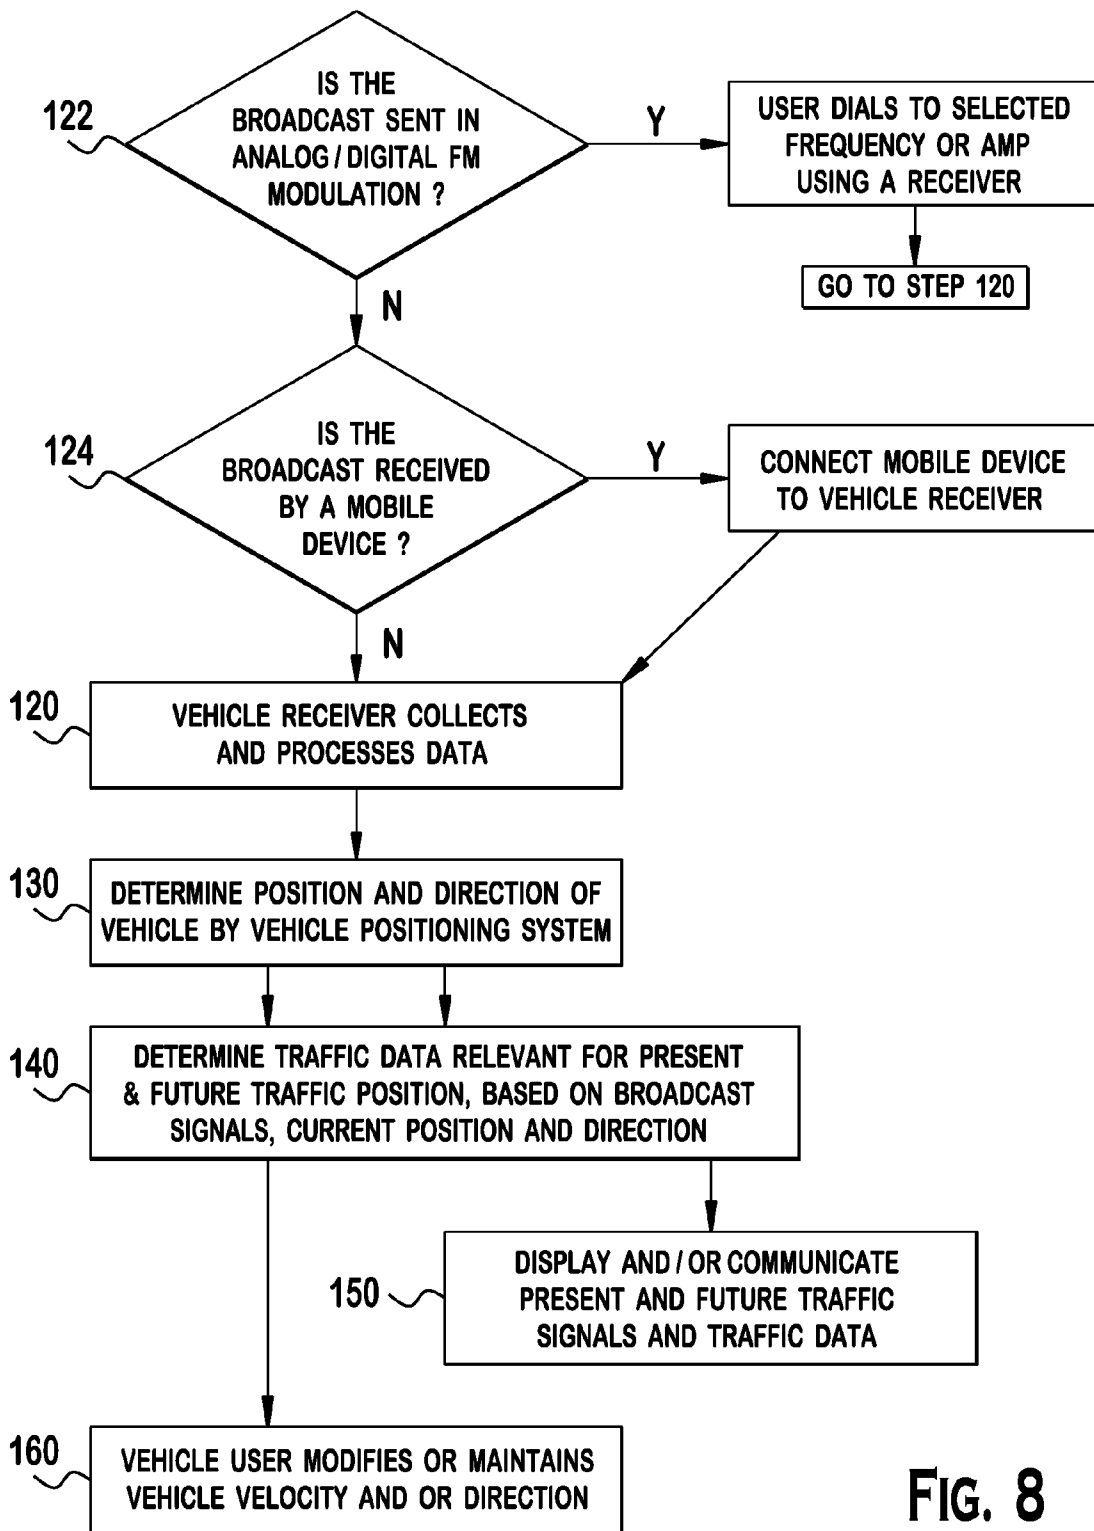 IS THE
BROADCAST SENT IN
ANALOG / DIGITAL FM
MODULATION ?
122
Y
USER DIALS TO SELECTED
FREQUENCY OR AMP
USING A RECEIVER
GO TO STEP 120
N
IS THE
BROADCAST RECEIVED
BY A MOBILE
DEVICE ?
124
Y
CONNECT MOBILE DEVICE
TO VEHICLE RECEIVER
N
120
VEHICLE RECEIVER COLLECTS
AND PROCESSES DATA
130
DETERMINE POSITION AND DIRECTION OF
VEHICLE BY VEHICLE POSITIONING SYSTEM
140
DETERMINE TRAFFIC DATA RELEVANT FOR PRESENT
& FUTURE TRAFFIC POSITION, BASED ON BROADCAST
SIGNALS, CURRENT POSITION AND DIRECTION
150
DISPLAY AND / OR COMMUNICATE
PRESENT AND FUTURE TRAFFIC
SIGNALS AND TRAFFIC DATA
160
VEHICLE USER MODIFIES OR MAINTAINS
VEHICLE VELOCITY AND OR DIRECTION
FIG. 8